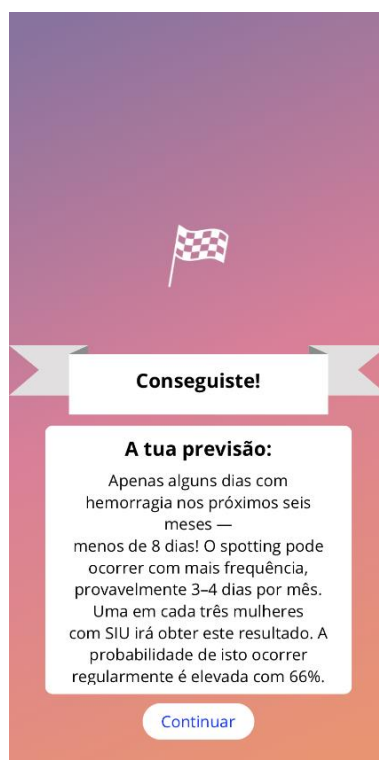 Conseguiste!
A tua previsão:
Apenas alguns dias com
hemorragia nos próximos seis
meses —
menos de 8 dias! O spotting pode
ocorrer com mais frequência,
provavelmente 3–4 dias por mês.
Uma em cada três mulheres
com SIU irá obter este resultado. A
probabilidade de isto ocorrer
regularmente é elevada com 66%.
Continuar